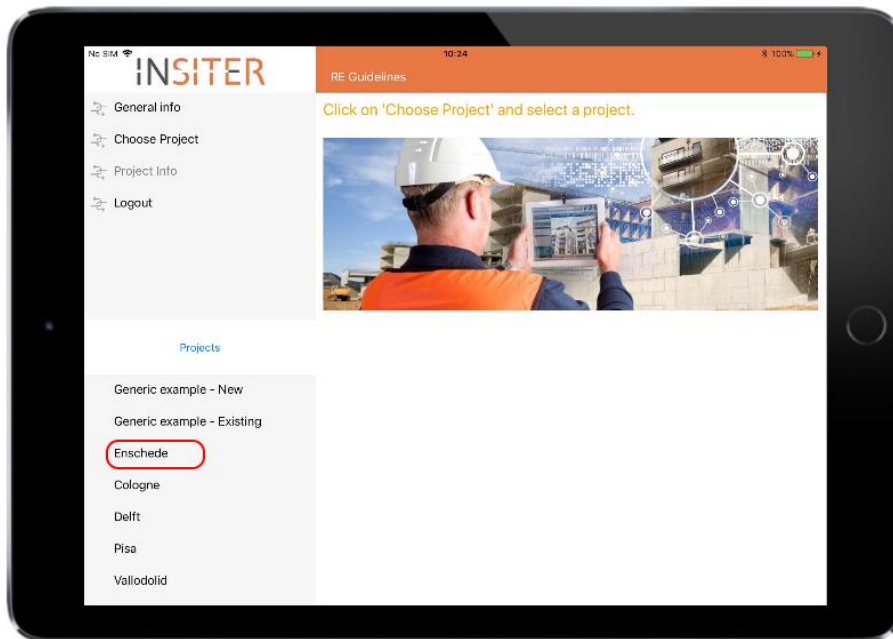 No SIM
10:24
100%
INSITER
RE Guidelines
General info
Choose Project
Project Info
Logout
Click on 'Choose Project' and select a project.
Projects
Generic example - New
Generic example - Existing
Enschede
Cologne
Delft
Pisa
Vallodolid